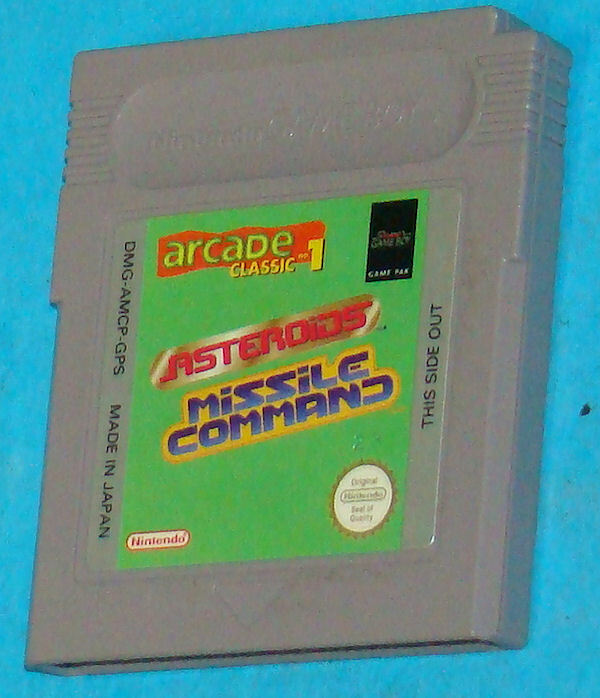 Nintendo GAME BOY
arcade
CLASSIC no. 1
GAME BOY
GAME PAK
ASTEROIDS
MISSILE
COMMAND
DMG-AMCP-GPS MADE IN JAPAN
THIS SIDE OUT
Original
Nintendo
Seal of
Quality
Nintendo